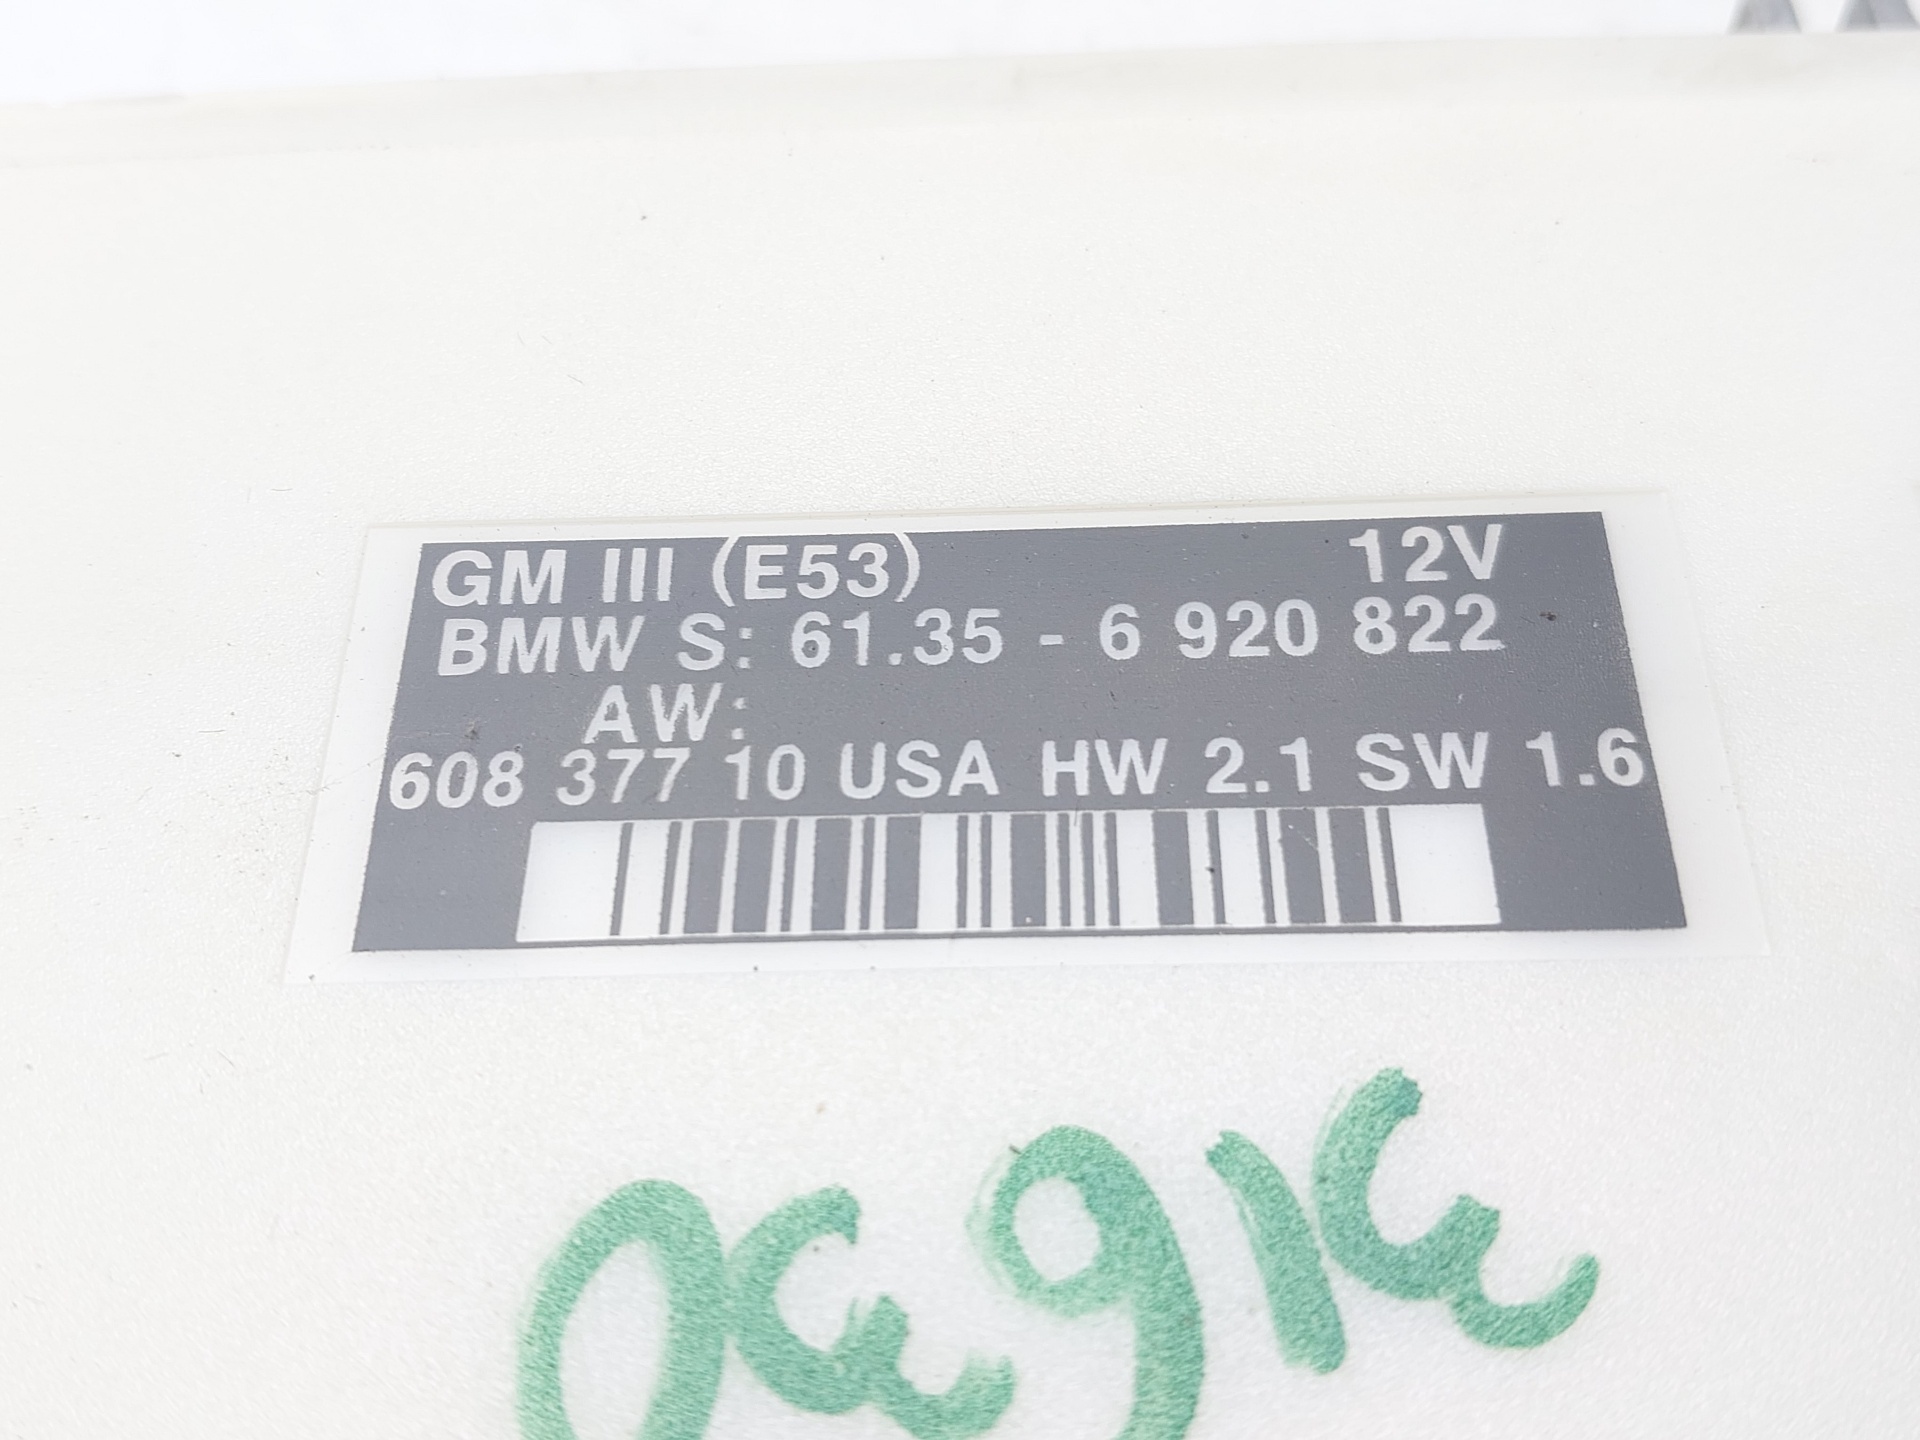 GM III (E53) 12V
BMW S: 61.35 - 6 920 822
AW:
608 377 10 USA HW 2.1 SW 1.6